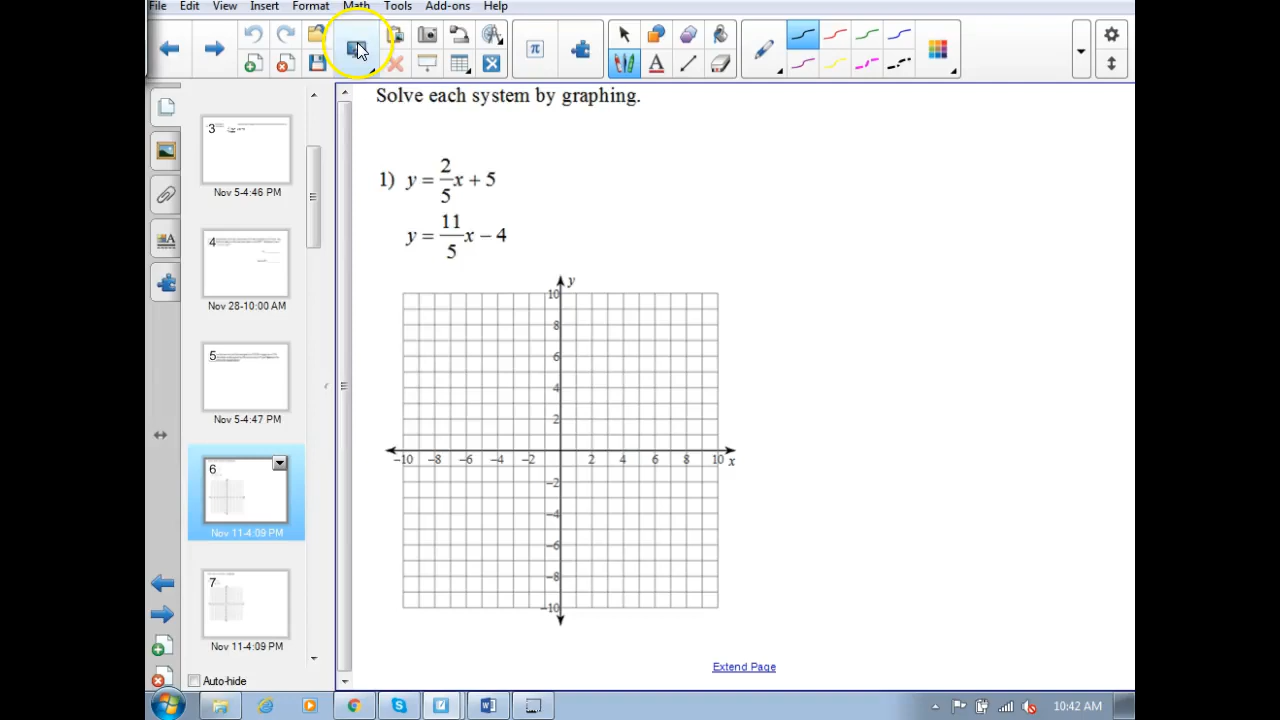 File Edit View Insert Format Math Tools Add-ons Help
π
A
3
Nov 5-4:46 PM
4
Nov 28-10:00 AM
5
Nov 5-4:47 PM
6
Nov 11-4:09 PM
7
Nov 11-4:09 PM
Auto-hide
Solve each system by graphing.
1) y = 2/5 x + 5
y = 11/5 x − 4
y
10
8
6
4
2
−10 −8 −6 −4 −2 2 4 6 8 10 x
−2
−4
−6
−8
−10
Extend Page
10:42 AM